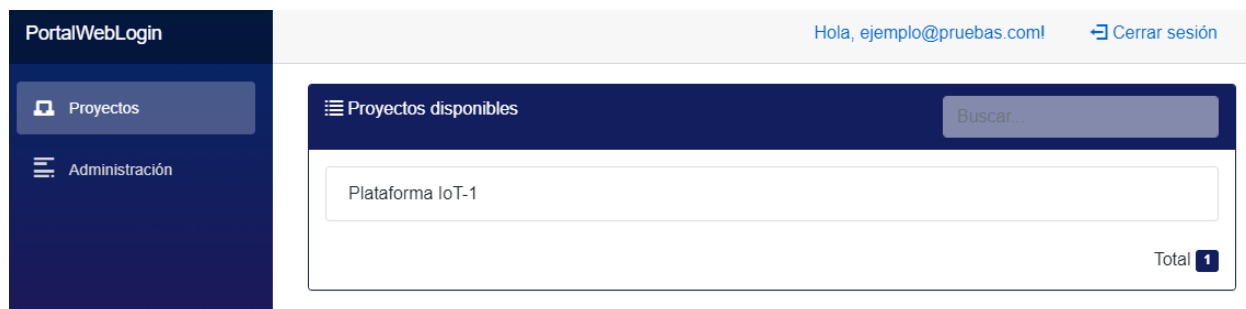 PortalWebLogin
Hola, ejemplo@pruebas.com!
Cerrar sesión
Proyectos
Administración
Proyectos disponibles
Buscar...
Plataforma IoT-1
Total 1